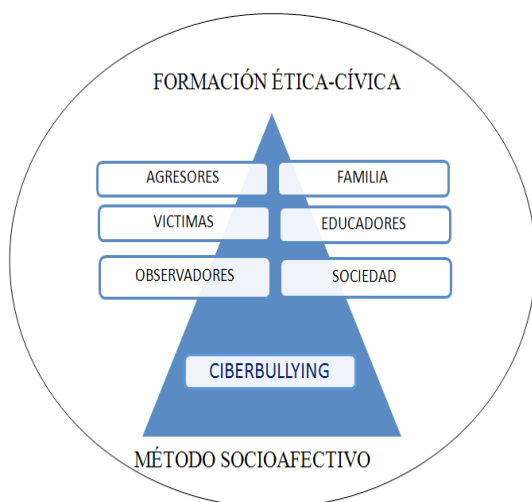 FORMACIÓN ÉTICA-CÍVICA
AGRESORES
FAMILIA
VICTIMAS
EDUCADORES
OBSERVADORES
SOCIEDAD
CIBERBULLYING
MÉTODO SOCIOAFECTIVO